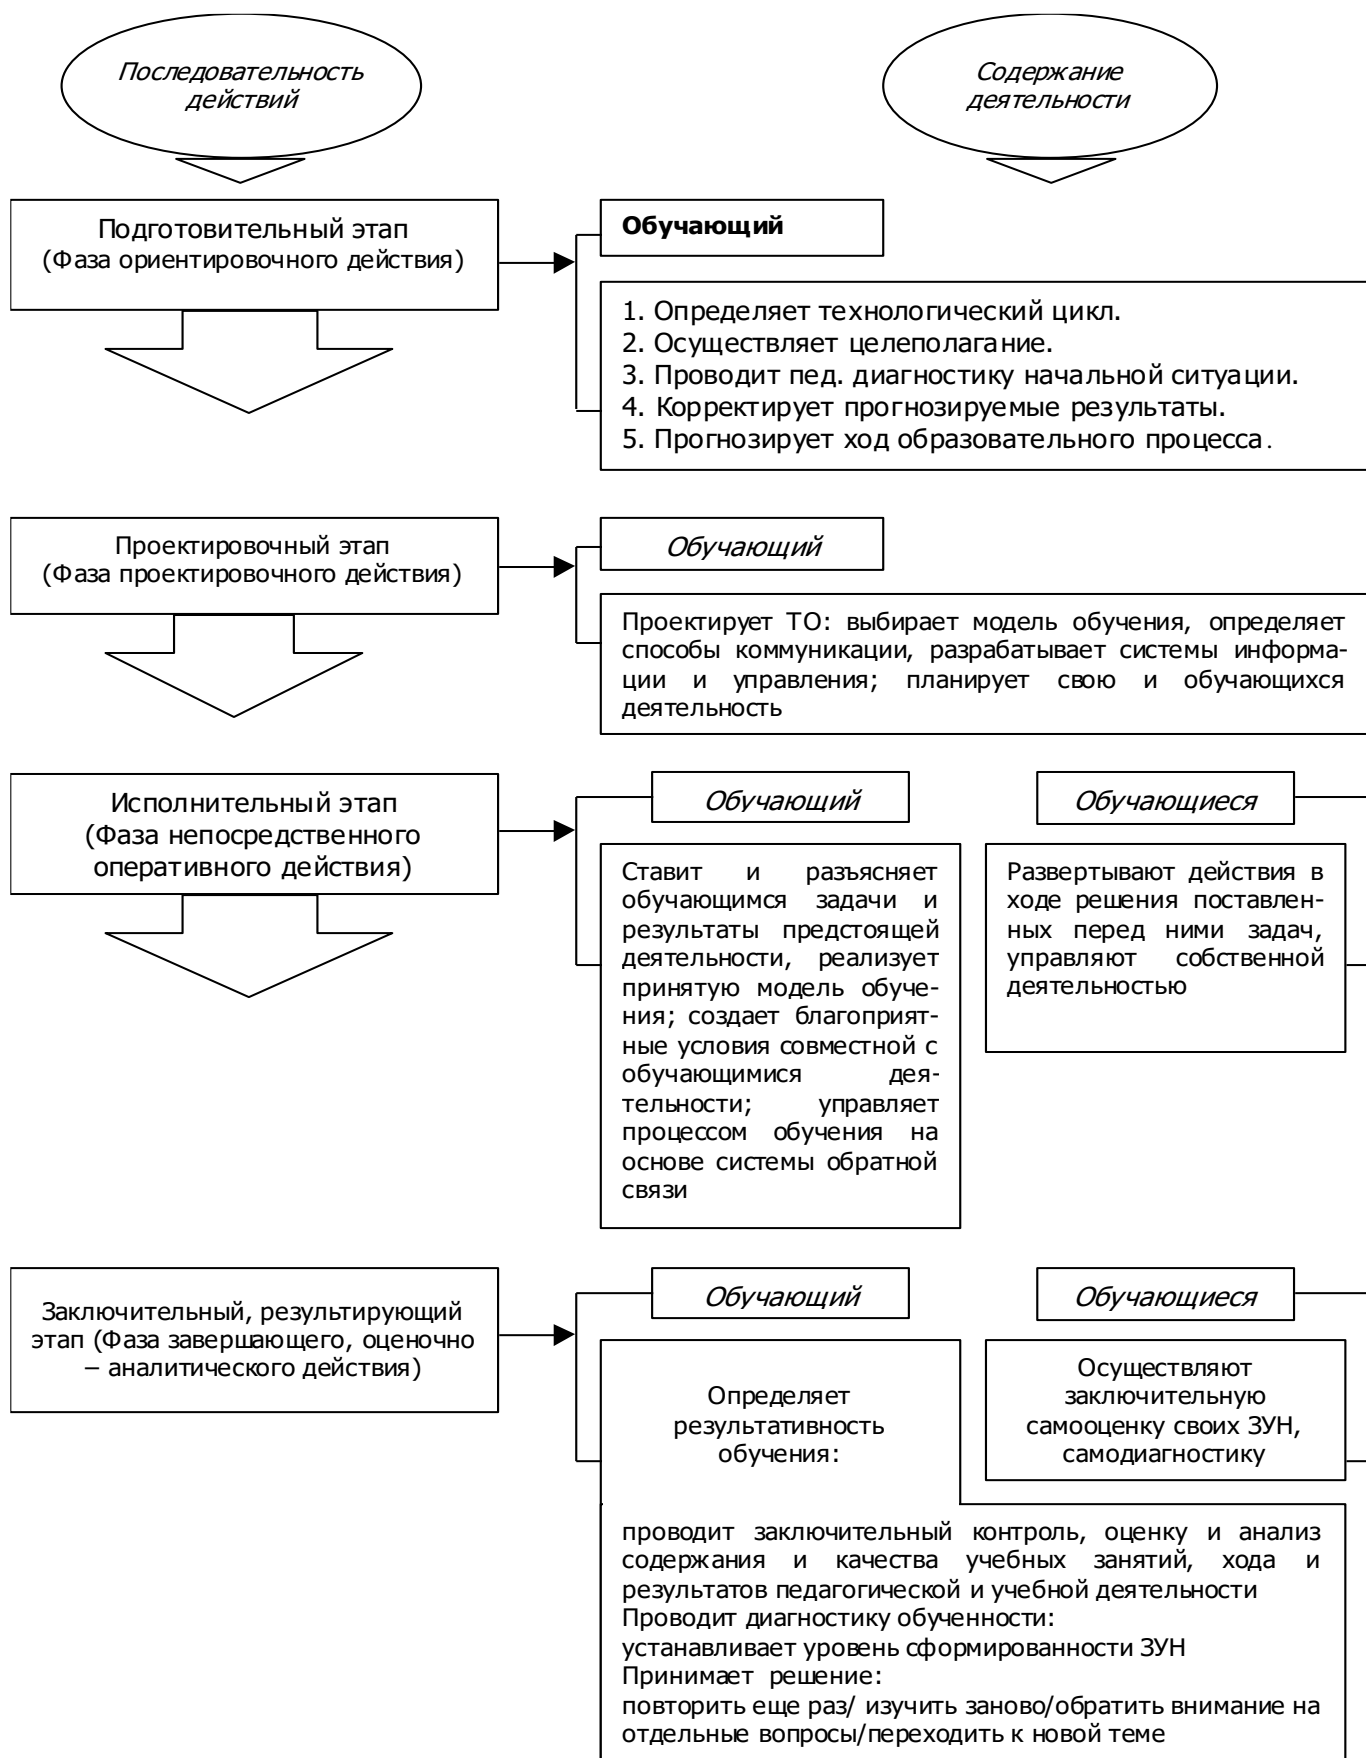 Последовательность
действий
Содержание
деятельности
Подготовительный этап
(Фаза ориентировочного действия)
Обучающий
1. Определяет технологический цикл.
2. Осуществляет целеполагание.
3. Проводит пед. диагностику начальной ситуации.
4. Корректирует прогнозируемые результаты.
5. Прогнозирует ход образовательного процесса.
Проектировочный этап
(Фаза проектировочного действия)
Обучающий
Проектирует ТО: выбирает модель обучения, определяет
способы коммуникации, разрабатывает системы информа-
ции и управления; планирует свою и обучающихся
деятельность
Исполнительный этап
(Фаза непосредственного
оперативного действия)
Обучающий
Ставит и разъясняет
обучающимся задачи и
результаты предстоящей
деятельности, реализует
принятую модель обуче-
ния; создает благоприят-
ные условия совместной с
обучающимися дея-
тельности; управляет
процессом обучения на
основе системы обратной
связи
Обучающиеся
Развертывают действия в
ходе решения поставлен-
ных перед ними задач,
управляют собственной
деятельностью
Заключительный, результирующий
этап (Фаза завершающего, оценочно
– аналитического действия)
Обучающий
Определяет
результативность
обучения:
Обучающиеся
Осуществляют
заключительную
самооценку своих ЗУН,
самодиагностику
проводит заключительный контроль, оценку и анализ
содержания и качества учебных занятий, хода и
результатов педагогической и учебной деятельности
Проводит диагностику обученности:
устанавливает уровень сформированности ЗУН
Принимает решение:
повторить еще раз/ изучить заново/обратить внимание на
отдельные вопросы/переходить к новой теме